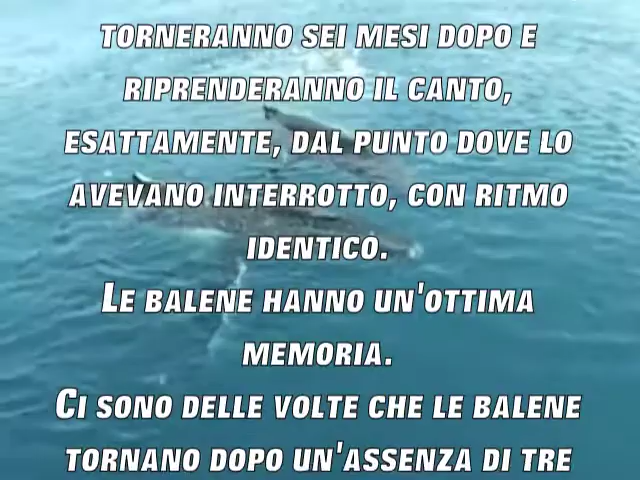 TORNERANNO SEI MESI DOPO E
RIPRENDERANNO IL CANTO,
ESATTAMENTE, DAL PUNTO DOVE LO
AVEVANO INTERROTTO, CON RITMO
IDENTICO.
LE BALENE HANNO UN'OTTIMA
MEMORIA.
CI SONO DELLE VOLTE CHE LE BALENE
TORNANO DOPO UN'ASSENZA DI TRE